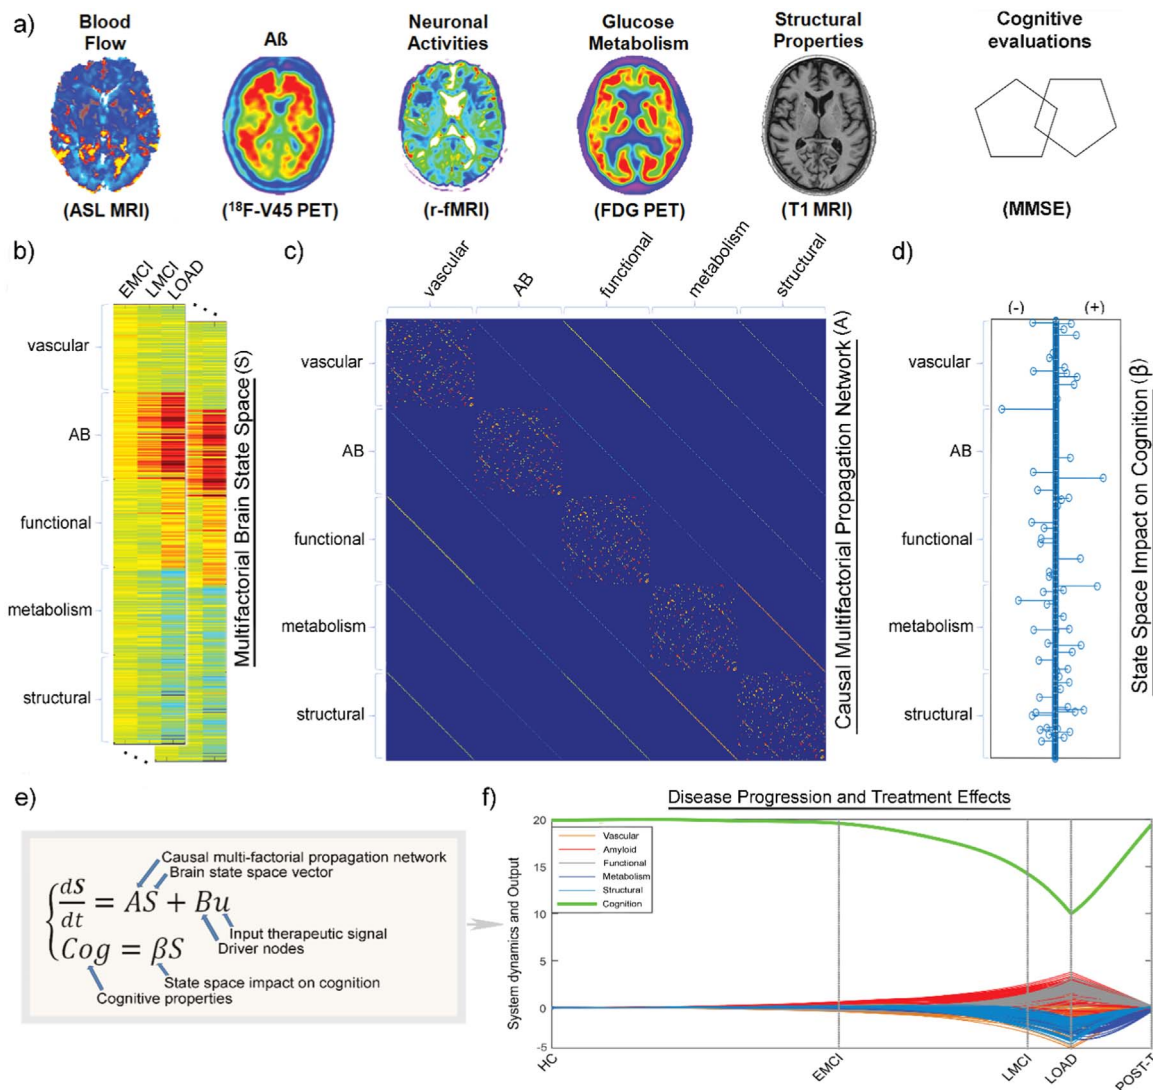 a)
Blood
Flow
Aß
Neuronal
Activities
Glucose
Metabolism
Structural
Properties
Cognitive
evaluations
(ASL MRI)
(¹⁸F-V45 PET)
(r-fMRI)
(FDG PET)
(T1 MRI)
(MMSE)
b)
EMCI
LMCI
LOAD
vascular
AB
functional
metabolism
structural
Multifactorial Brain State Space (S)
c)
vascular
AB
functional
metabolism
structural
vascular
AB
functional
metabolism
structural
Causal Multifactorial Propagation Network (A)
d)
(-)
(+)
vascular
AB
functional
metabolism
structural
State Space Impact on Cognition (β)
e)
Causal multi-factorial propagation network
Brain state space vector
dS
dt
= AS + Bu
Input therapeutic signal
Driver nodes
Cog = βS
State space impact on cognition
Cognitive properties
f)
Disease Progression and Treatment Effects
System dynamics and Output
20
15
10
5
0
-5
Vascular
Amyloid
Functional
Metabolism
Structural
Cognition
HC
EMCI
LMCI
LOAD